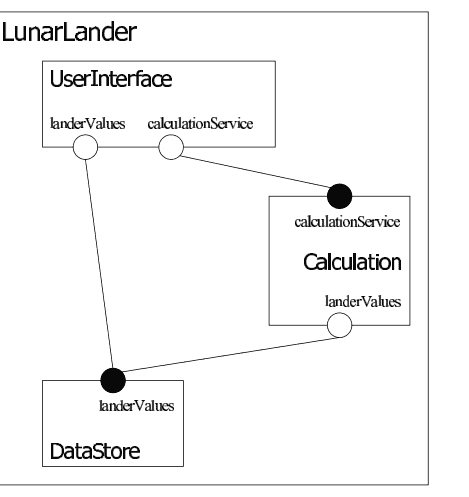 LunarLander
UserInterface
landerValues calculationService
calculationService
Calculation
landerValues
landerValues
DataStore